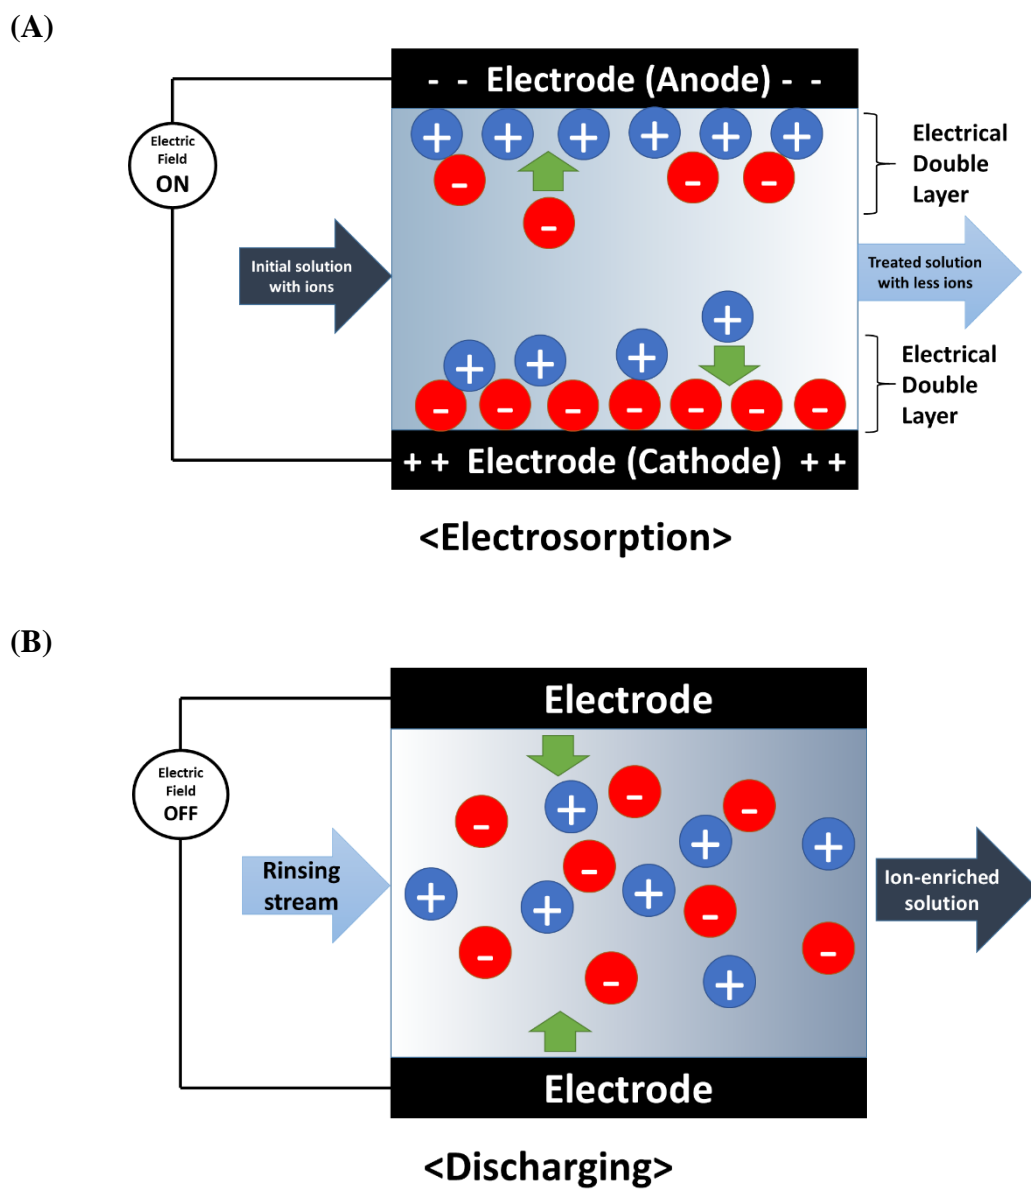 (A)
- - Electrode (Anode) - -
Electric
Field
ON
+ + + + + +
- - -
-
Electrical
Double
Layer
Initial solution
with ions
Treated solution
with less ions
+
+ + +
- - - - - - -
Electrical
Double
Layer
+ + Electrode (Cathode) + +
<Electrosorption>
(B)
Electrode
Electric
Field
OFF
- + - -
+ +
Rinsing
stream
-
+ + + -
Ion-enriched
solution
- - + -
Electrode
<Discharging>